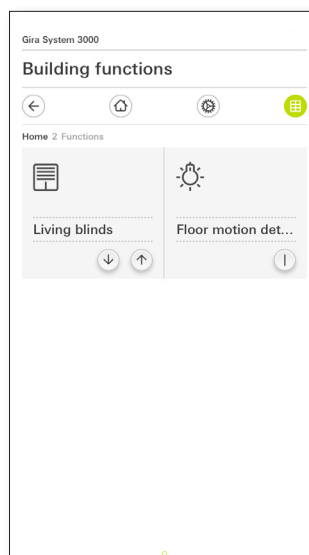 Gira System 3000
Building functions
Home 2 Functions
Living blinds
Floor motion det...